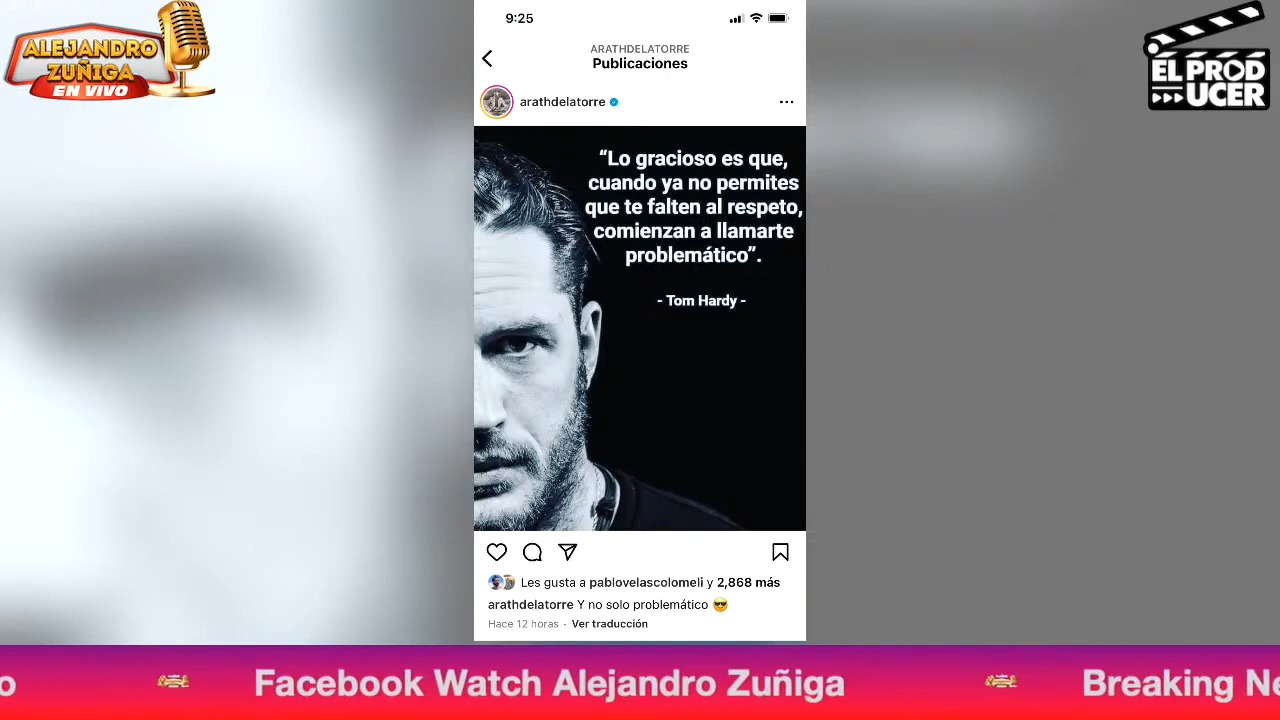 ALEJANDRO
ZUÑIGA
EN VIVO
EL PROD
UCER
9:25
ARATHDELATORRE
Publicaciones
arathdelatorre
“Lo gracioso es que,
cuando ya no permites
que te falten al respeto,
comienzan a llamarte
problemático”.
- Tom Hardy -
Les gusta a pablovelascolomeli y 2,868 más
arathdelatorre Y no solo problemático 😎
Hace 12 horas · Ver traducción
o Facebook Watch Alejandro Zuñiga Breaking Ne